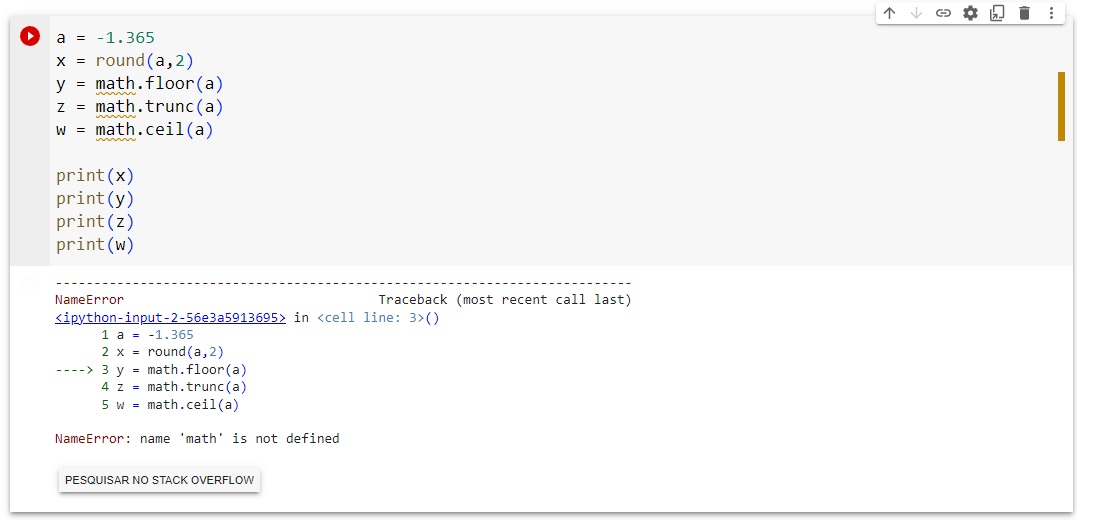 a = -1.365
x = round(a,2)
y = math.floor(a)
z = math.trunc(a)
w = math.ceil(a)
print(x)
print(y)
print(z)
print(w)
---------------------------------------------------------------------------
NameError                                 Traceback (most recent call last)
<ipython-input-2-56e3a5913695> in <cell line: 3>()
      1 a = -1.365
      2 x = round(a,2)
----> 3 y = math.floor(a)
      4 z = math.trunc(a)
      5 w = math.ceil(a)
NameError: name 'math' is not defined
PESQUISAR NO STACK OVERFLOW